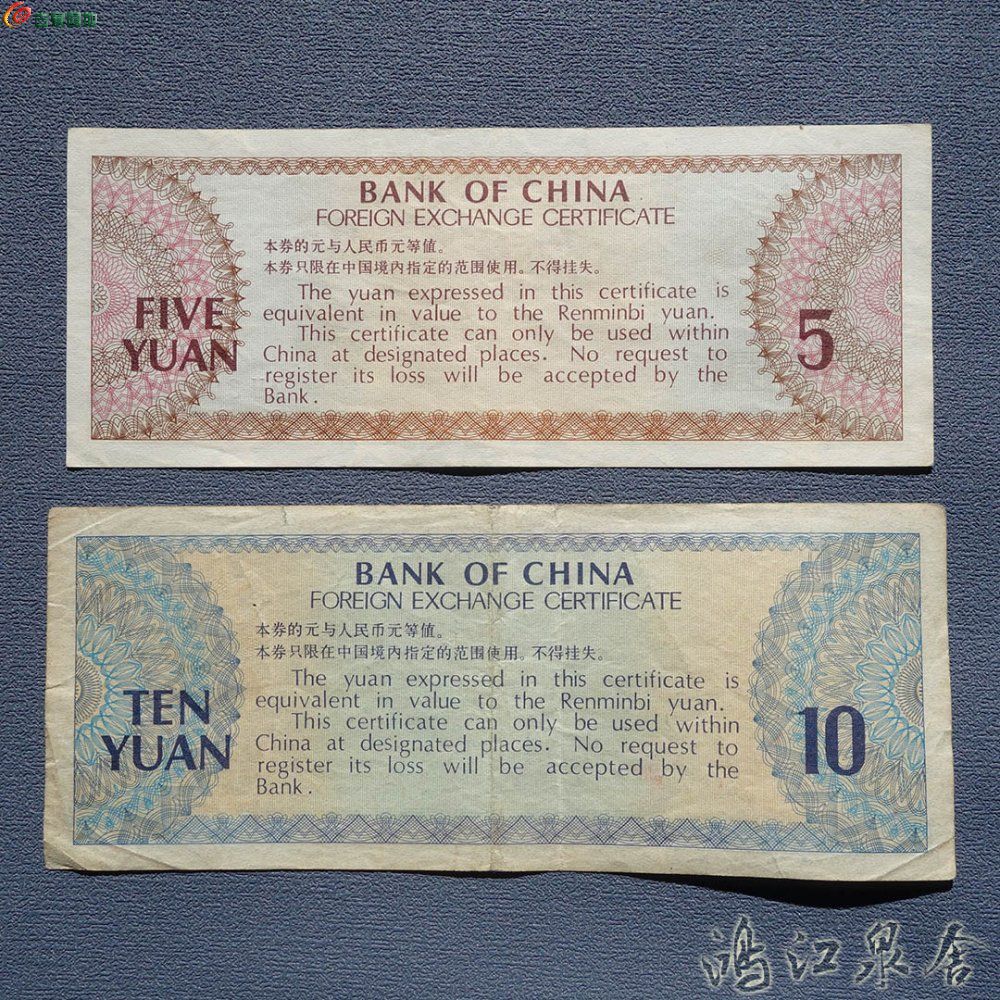 BANK OF CHINA
FOREIGN EXCHANGE CERTIFICATE
本券的元与人民币元等值。
本券只限在中国境内指定的范围使用。不得挂失。
The yuan expressed in this certificate is
equivalent in value to the Renminbi yuan.
This certificate can only be used within
China at designated places. No request to
register its loss will be accepted by the
Bank.
FIVE
YUAN
5
BANK OF CHINA
FOREIGN EXCHANGE CERTIFICATE
本券的元与人民币元等值。
本券只限在中国境内指定的范围使用。不得挂失。
The yuan expressed in this certificate is
equivalent in value to the Renminbi yuan.
This certificate can only be used within
China at designated places. No request to
register its loss will be accepted by the
Bank.
TEN
YUAN
10
鸿江泉舍